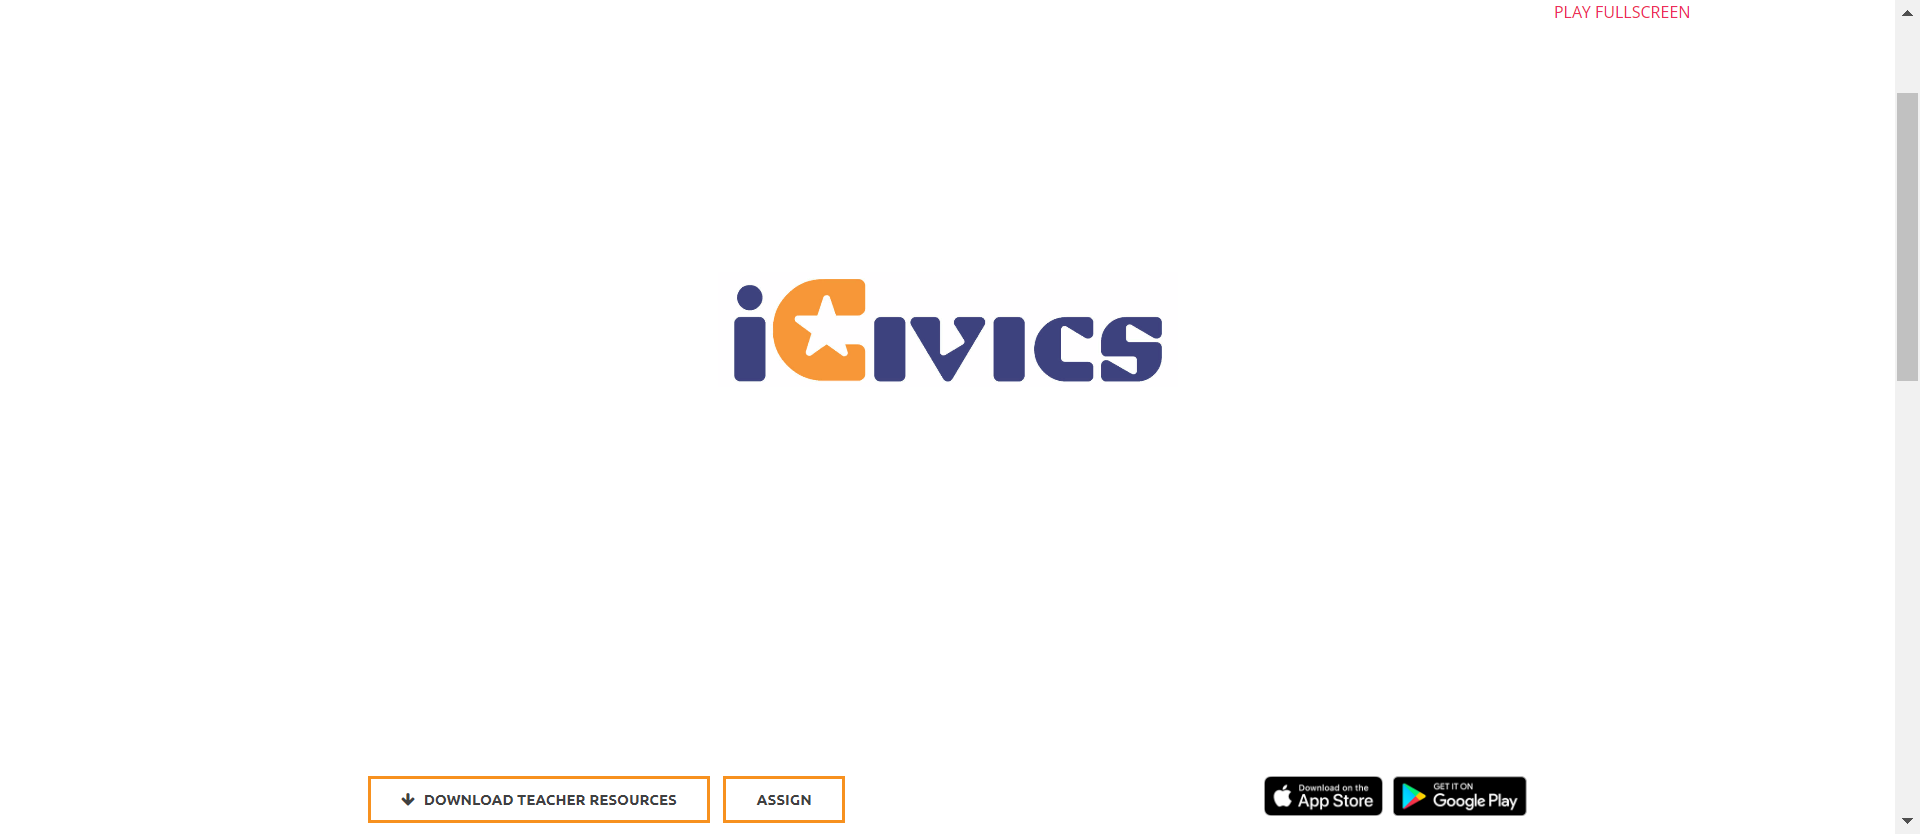 PLAY FULLSCREEN
iCIVICS
DOWNLOAD TEACHER RESOURCES
ASSIGN
Download on the
App Store
GET IT ON
Google Play